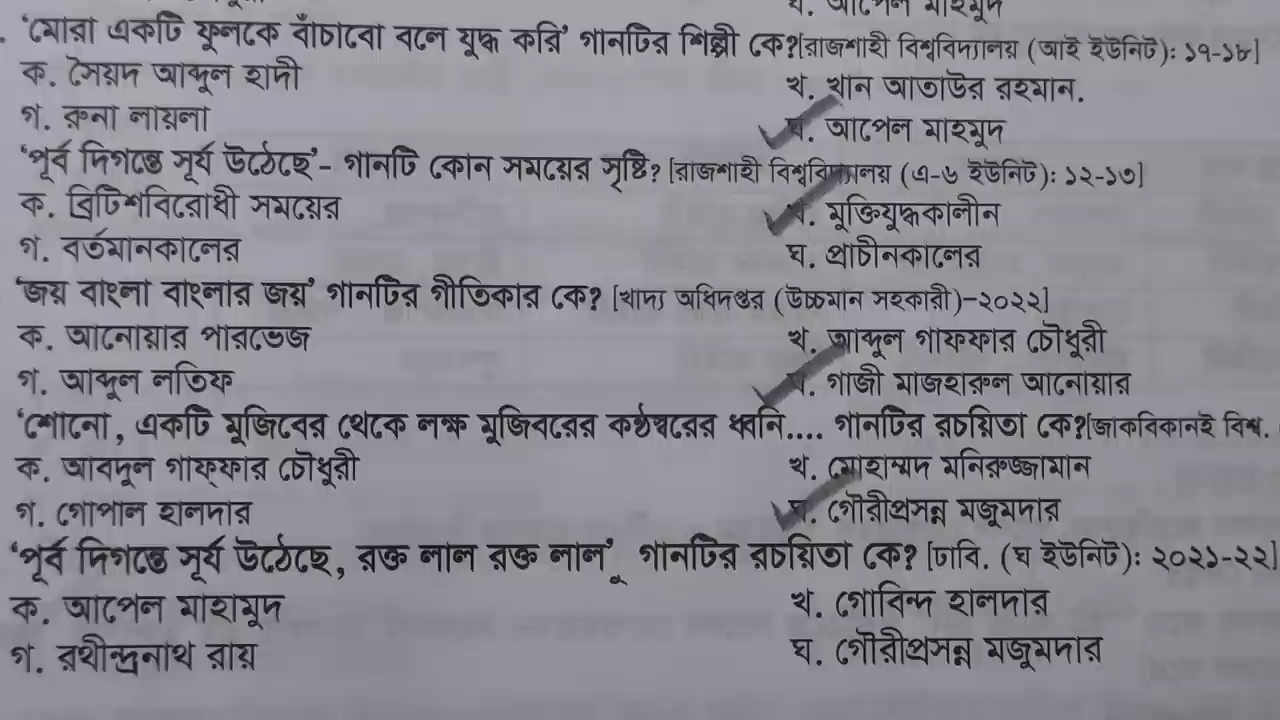 ঘ. আপেল মাহমুদ
'মোরা একটি ফুলকে বাঁচাবো বলে যুদ্ধ করি' গানটির শিল্পী কে?[রাজশাহী বিশ্ববিদ্যালয় (আই ইউনিট): ১৭-১৮]
ক. সৈয়দ আব্দুল হাদী
খ. খান আতাউর রহমান.
গ. রুনা লায়লা
ঘ. আপেল মাহমুদ
'পূর্ব দিগন্তে সূর্য উঠেছে'- গানটি কোন সময়ের সৃষ্টি? [রাজশাহী বিশ্ববিদ্যালয় (এ-৬ ইউনিট): ১২-১৩]
ক. ব্রিটিশবিরোধী সময়ের
খ. মুক্তিযুদ্ধকালীন
গ. বর্তমানকালের
ঘ. প্রাচীনকালের
'জয় বাংলা বাংলার জয়' গানটির গীতিকার কে? [খাদ্য অধিদপ্তর (উচ্চমান সহকারী)-২০২২]
ক. আনোয়ার পারভেজ
খ. আব্দুল গাফফার চৌধুরী
গ. আব্দুল লতিফ
ঘ. গাজী মাজহারুল আনোয়ার
'শোনো, একটি মুজিবের থেকে লক্ষ মুজিবরের কণ্ঠস্বরের ধ্বনি.... গানটির রচয়িতা কে?[জাকবিকানই বিশ্ব.
ক. আবদুল গাফ্‌ফার চৌধুরী
খ. মোহাম্মদ মনিরুজ্জামান
গ. গোপাল হালদার
ঘ. গৌরীপ্রসন্ন মজুমদার
'পূর্ব দিগন্তে সূর্য উঠেছে, রক্ত লাল রক্ত লাল' গানটির রচয়িতা কে? [ঢাবি. (ঘ ইউনিট): ২০২১-২২]
ক. আপেল মাহামুদ
খ. গোবিন্দ হালদার
গ. রথীন্দ্রনাথ রায়
ঘ. গৌরীপ্রসন্ন মজুমদার